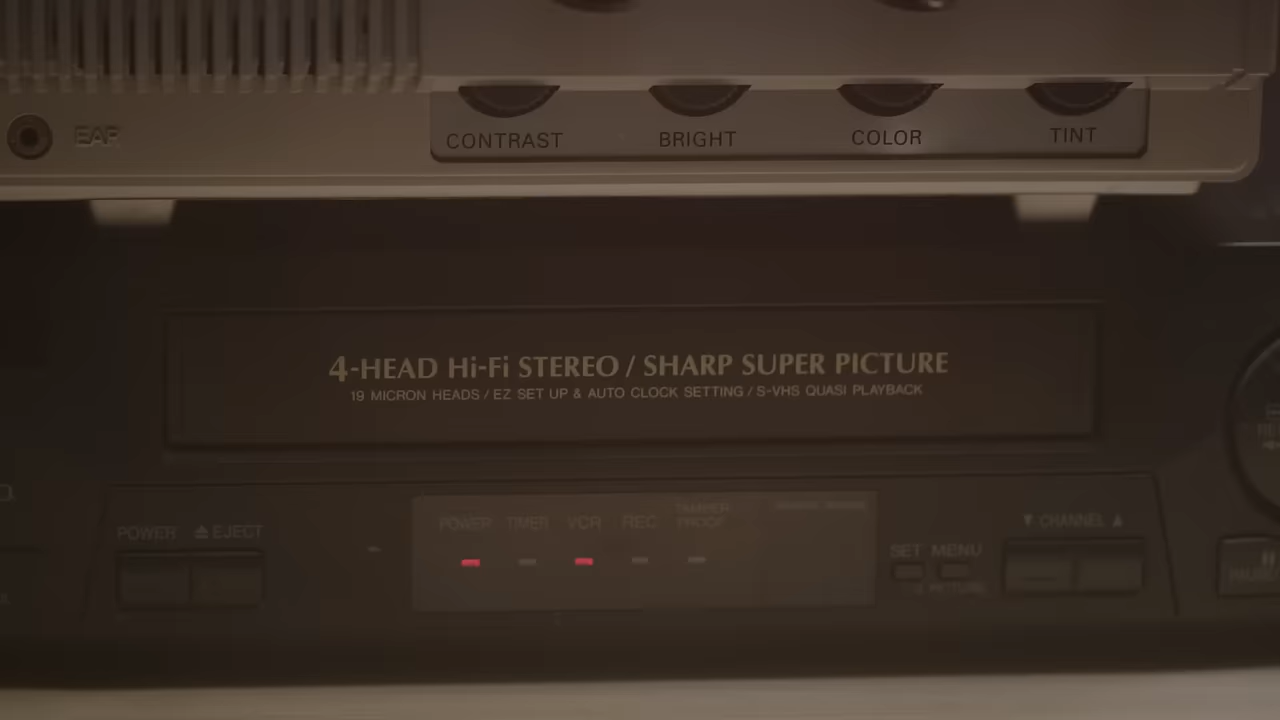 EAR
CONTRAST BRIGHT COLOR TINT
4-HEAD Hi-Fi STEREO / SHARP SUPER PICTURE
19 MICRON HEADS / EZ SET UP & AUTO CLOCK SETTING / S-VHS QUASI PLAYBACK
POWER ⏏ EJECT
POWER TIMER VCR REC TAMPER
PROOF
SET MENU
▼ CHANNEL ▲